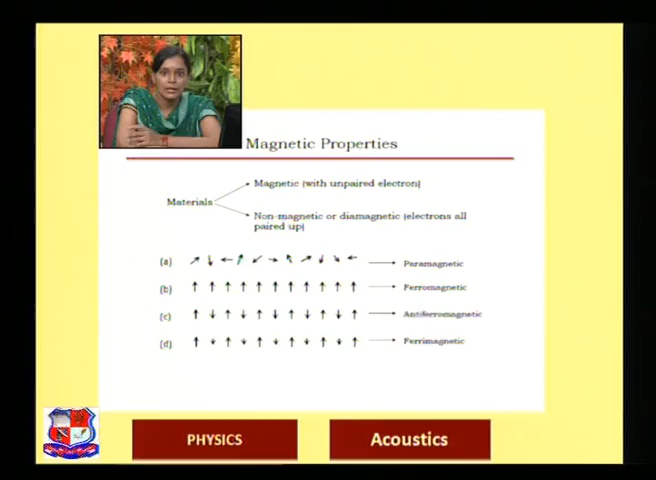 Magnetic Properties
Magnetic (with unpaired electron)
Materials
Non-magnetic or diamagnetic (electrons all
paired up)
(a) Paramagnetic
(b) Ferromagnetic
(c) Antiferromagnetic
(d) Ferrimagnetic
PHYSICS
Acoustics